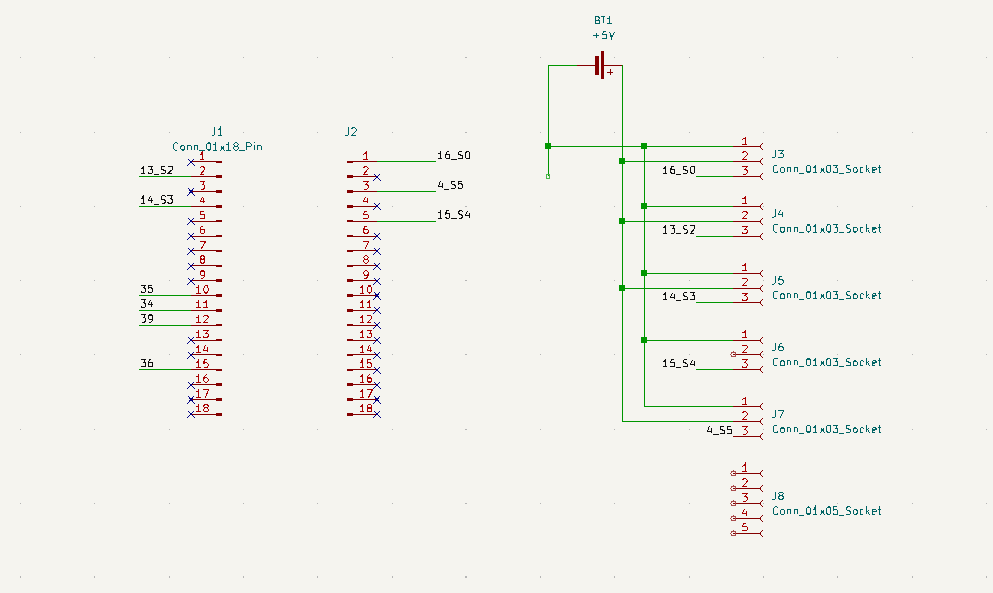 BT1
+5V
J1
Conn_01x18_Pin
1
13_S2 2
3
14_S3 4
5
6
7
8
9
35 10
34 11
39 12
13
14
36 15
16
17
18
J2
1 16_S0
2
3 4_S5
4
5 15_S4
6
7
8
9
10
11
12
13
14
15
16
17
18
1
2 J3
Conn_01x03_Socket
16_S0 3
1
2 J4
Conn_01x03_Socket
13_S2 3
1
2 J5
Conn_01x03_Socket
14_S3 3
1
2 J6
Conn_01x03_Socket
15_S4 3
1
2 J7
Conn_01x03_Socket
4_S5 3
1
2
3 J8
Conn_01x05_Socket
4
5